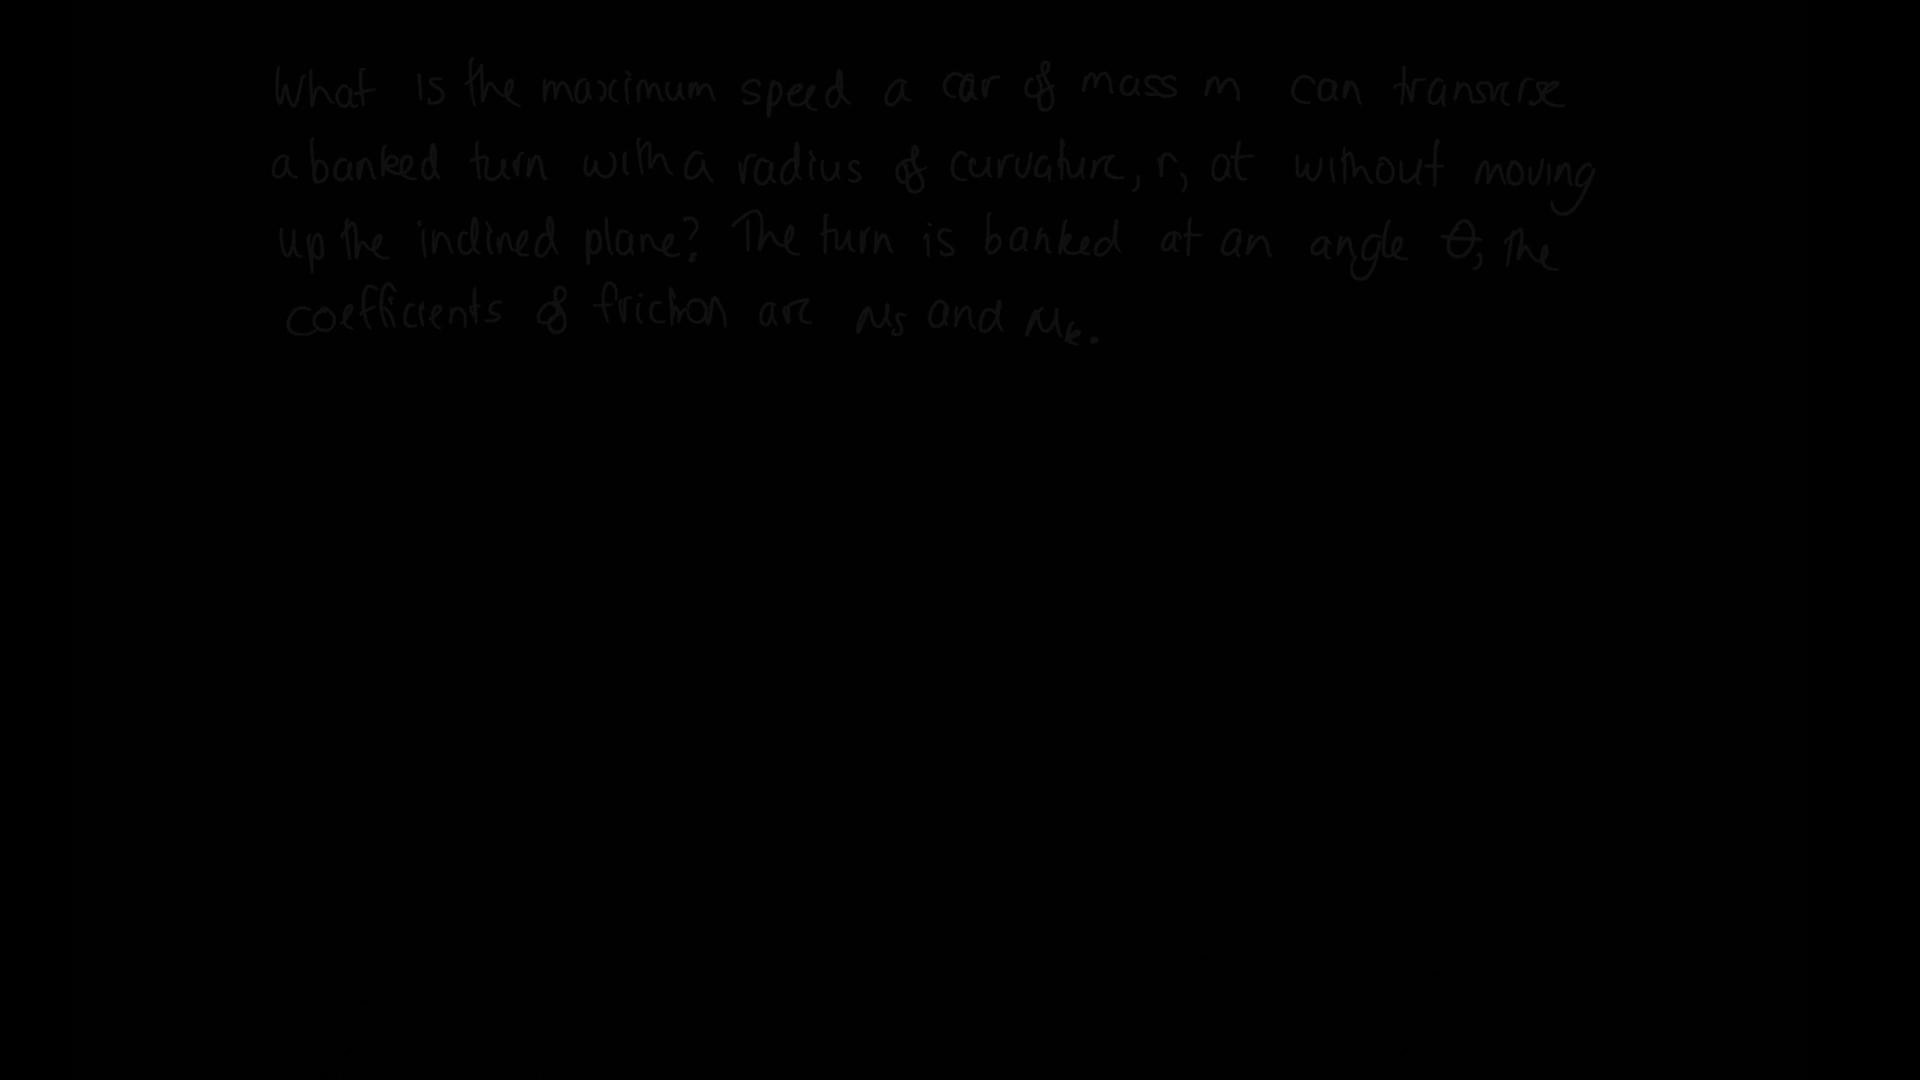 What is the maximum speed a car of mass m can transverse
a banked turn with a radius of curvature, r, at without moving
up the inclined plane? The turn is banked at an angle θ, the
coefficients of friction are μs and μk.